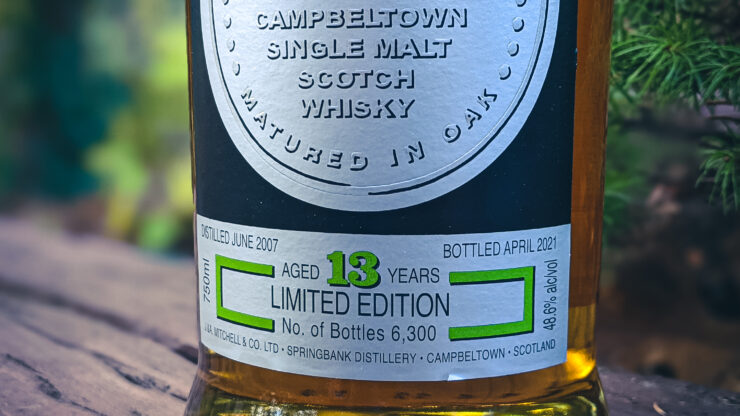 CAMPBELTOWN
SINGLE MALT
SCOTCH
WHISKY
MATURED IN OAK
DISTILLED JUNE 2007
BOTTLED APRIL 2021
750ml
AGED 13 YEARS
LIMITED EDITION
No. of Bottles 6,300
48.6% alc/vol
J.&A. MITCHELL & CO. LTD • SPRINGBANK DISTILLERY • CAMPBELTOWN • SCOTLAND